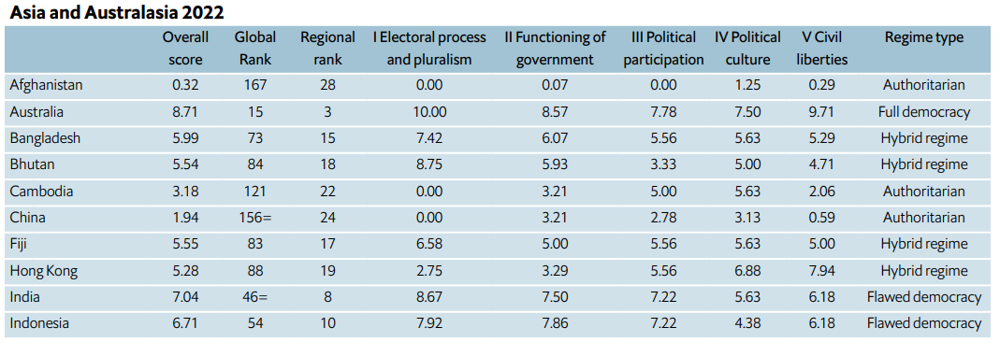 Asia and Australasia 2022
Overall score Global Rank Regional rank I Electoral process and pluralism II Functioning of government III Political participation IV Political culture V Civil liberties Regime type
Afghanistan 0.32 167 28 0.00 0.07 0.00 1.25 0.29 Authoritarian
Australia 8.71 15 3 10.00 8.57 7.78 7.50 9.71 Full democracy
Bangladesh 5.99 73 15 7.42 6.07 5.56 5.63 5.29 Hybrid regime
Bhutan 5.54 84 18 8.75 5.93 3.33 5.00 4.71 Hybrid regime
Cambodia 3.18 121 22 0.00 3.21 5.00 5.63 2.06 Authoritarian
China 1.94 156= 24 0.00 3.21 2.78 3.13 0.59 Authoritarian
Fiji 5.55 83 17 6.58 5.00 5.56 5.63 5.00 Hybrid regime
Hong Kong 5.28 88 19 2.75 3.29 5.56 6.88 7.94 Hybrid regime
India 7.04 46= 8 8.67 7.50 7.22 5.63 6.18 Flawed democracy
Indonesia 6.71 54 10 7.92 7.86 7.22 4.38 6.18 Flawed democracy